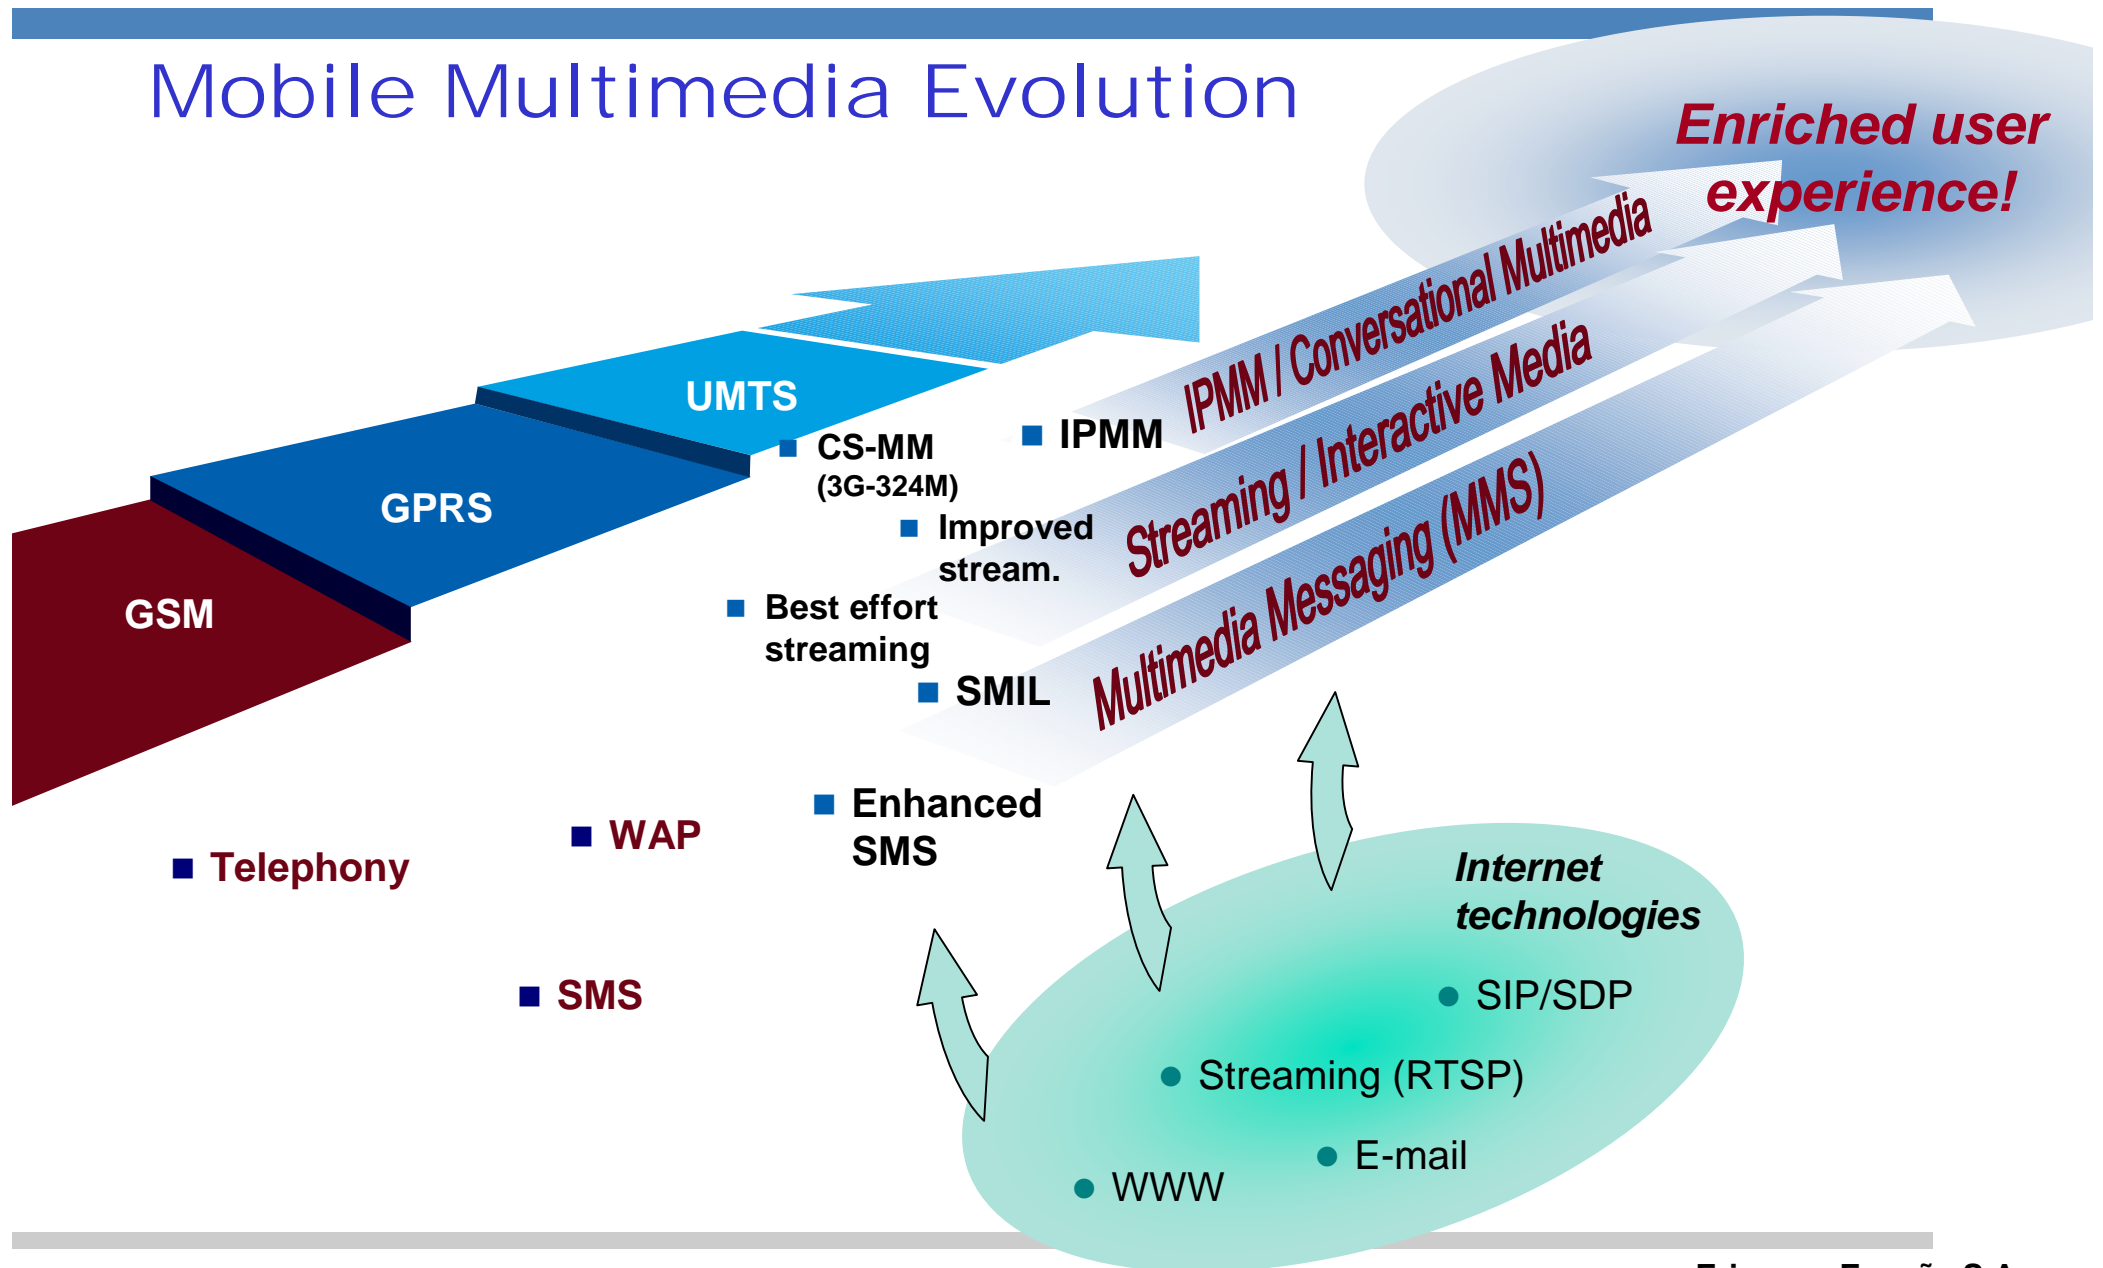 Mobile Multimedia Evolution
Enriched user
experience!
IPMM / Conversational Multimedia
Streaming / Interactive Media
Multimedia Messaging (MMS)
UMTS
GPRS
GSM
CS-MM
(3G-324M)
IPMM
Improved
stream.
Best effort
streaming
SMIL
Enhanced
SMS
WAP
Telephony
SMS
Internet
technologies
SIP/SDP
Streaming (RTSP)
E-mail
WWW